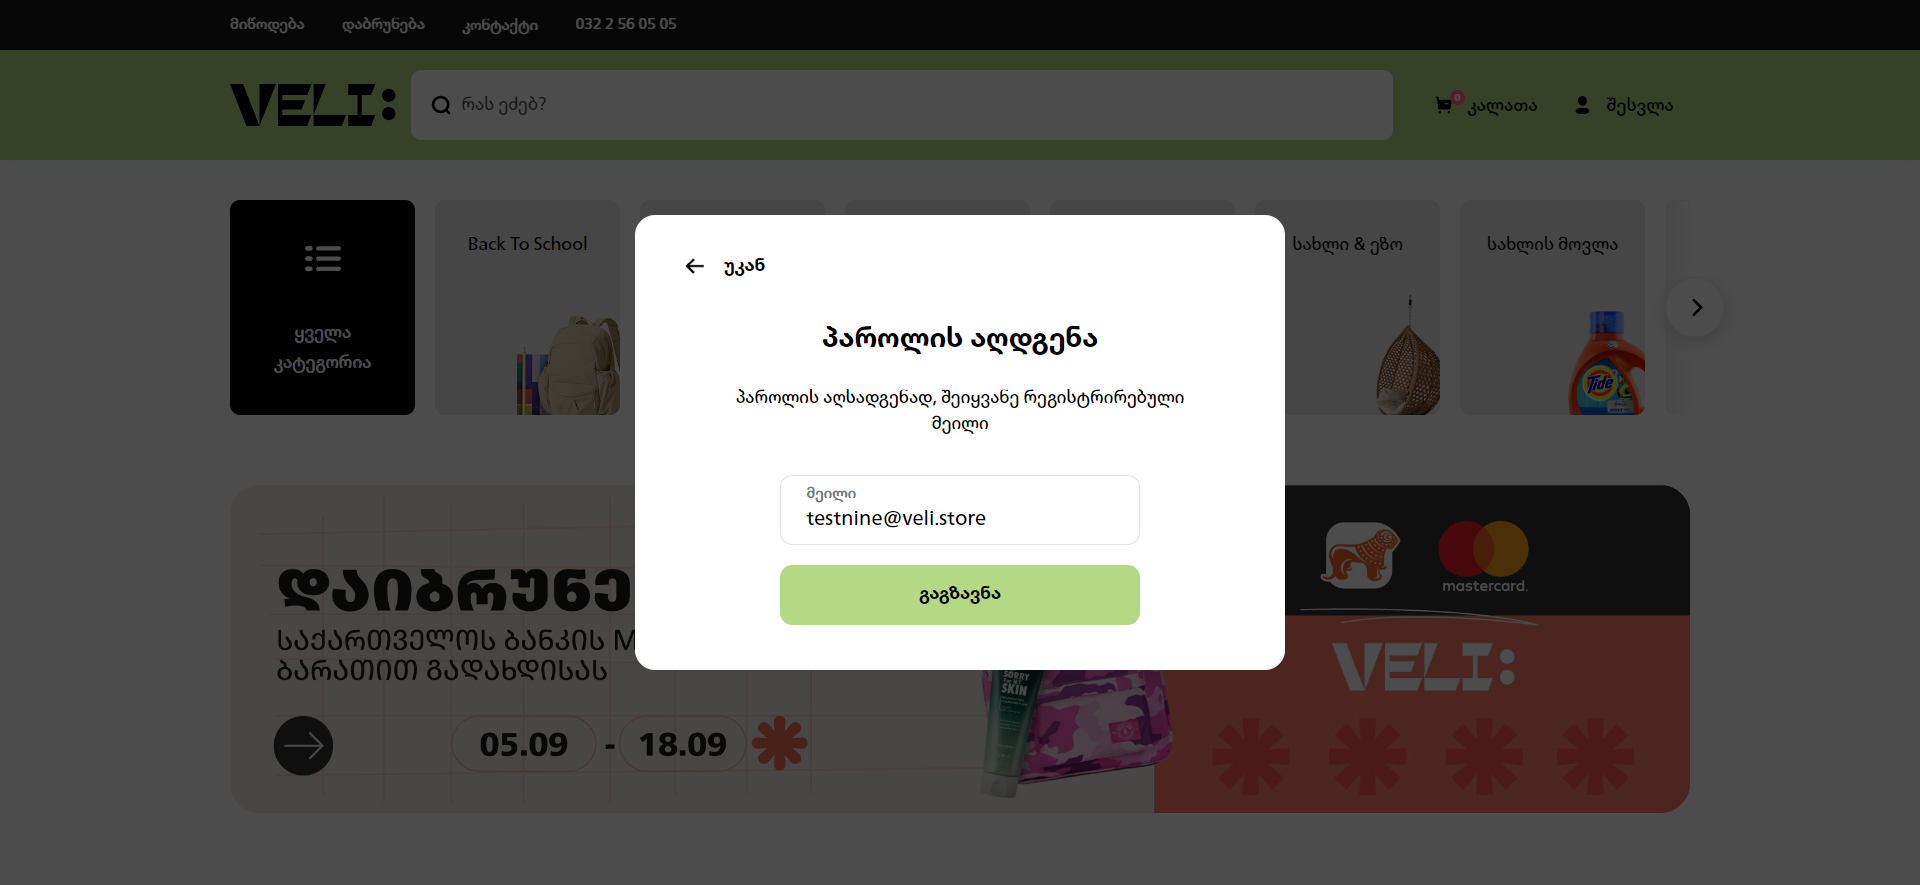 მიწოდება
დაბრუნება
კონტაქტი
032 2 56 05 05
VELI:
რას ეძებ?
0
კალათა
შესვლა
ყველა
კატეგორია
Back To School
სახლი & ეზო
სახლის მოვლა
Tide
უკან
პაროლის აღდგენა
პაროლის აღსადგენად, შეიყვანე რეგისტრირებული
მეილი
მეილი
testnine@veli.store
გაგზავნა
დაიბრუნე
საქართველოს ბანკის M
ბარათით გადახდისას
05.09 - 18.09
SORRY
SKIN
mastercard.
VELI: